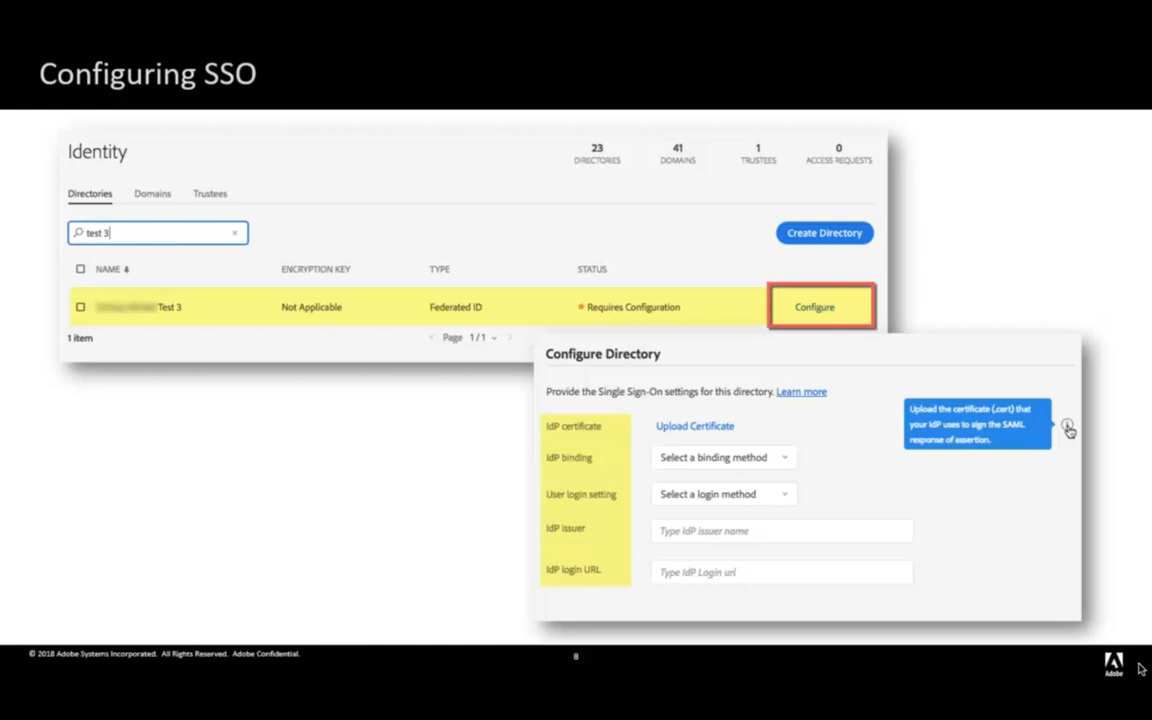 Configuring SSO
Identity
23 41 1 0
DIRECTORIES DOMAINS TRUSTEES ACCESS REQUESTS
Directories Domains Trustees
test 3 ×
Create Directory
NAME ENCRYPTION KEY TYPE STATUS
Test 3 Not Applicable Federated ID Requires Configuration Configure
1 item Page 1/1
Configure Directory
Provide the Single Sign-On settings for this directory. Learn more
Upload the certificate (.cert) that
your IdP uses to sign the SAML
response of assertion.
IdP certificate Upload Certificate
IdP binding Select a binding method
User login setting Select a login method
IdP issuer Type IdP issuer name
IdP login URL Type IdP Login url
© 2018 Adobe Systems Incorporated. All Rights Reserved. Adobe Confidential.
8
Adobe